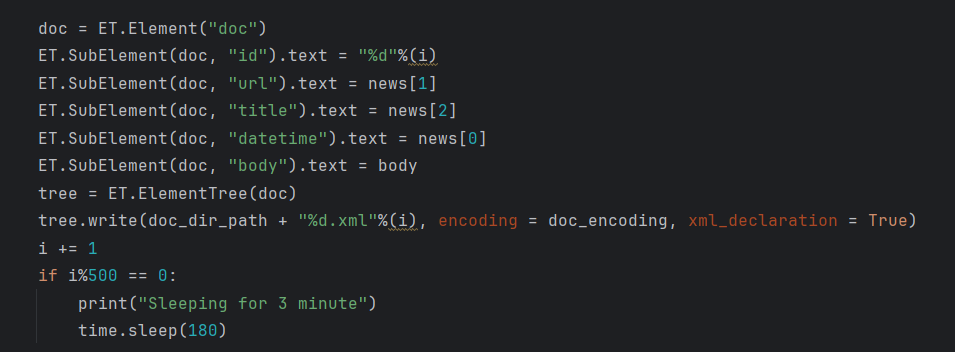 doc = ET.Element("doc")
ET.SubElement(doc, "id").text = "%d"%(i)
ET.SubElement(doc, "url").text = news[1]
ET.SubElement(doc, "title").text = news[2]
ET.SubElement(doc, "datetime").text = news[0]
ET.SubElement(doc, "body").text = body
tree = ET.ElementTree(doc)
tree.write(doc_dir_path + "%d.xml"%(i), encoding = doc_encoding, xml_declaration = True)
i += 1
if i%500 == 0:
    print("Sleeping for 3 minute")
    time.sleep(180)